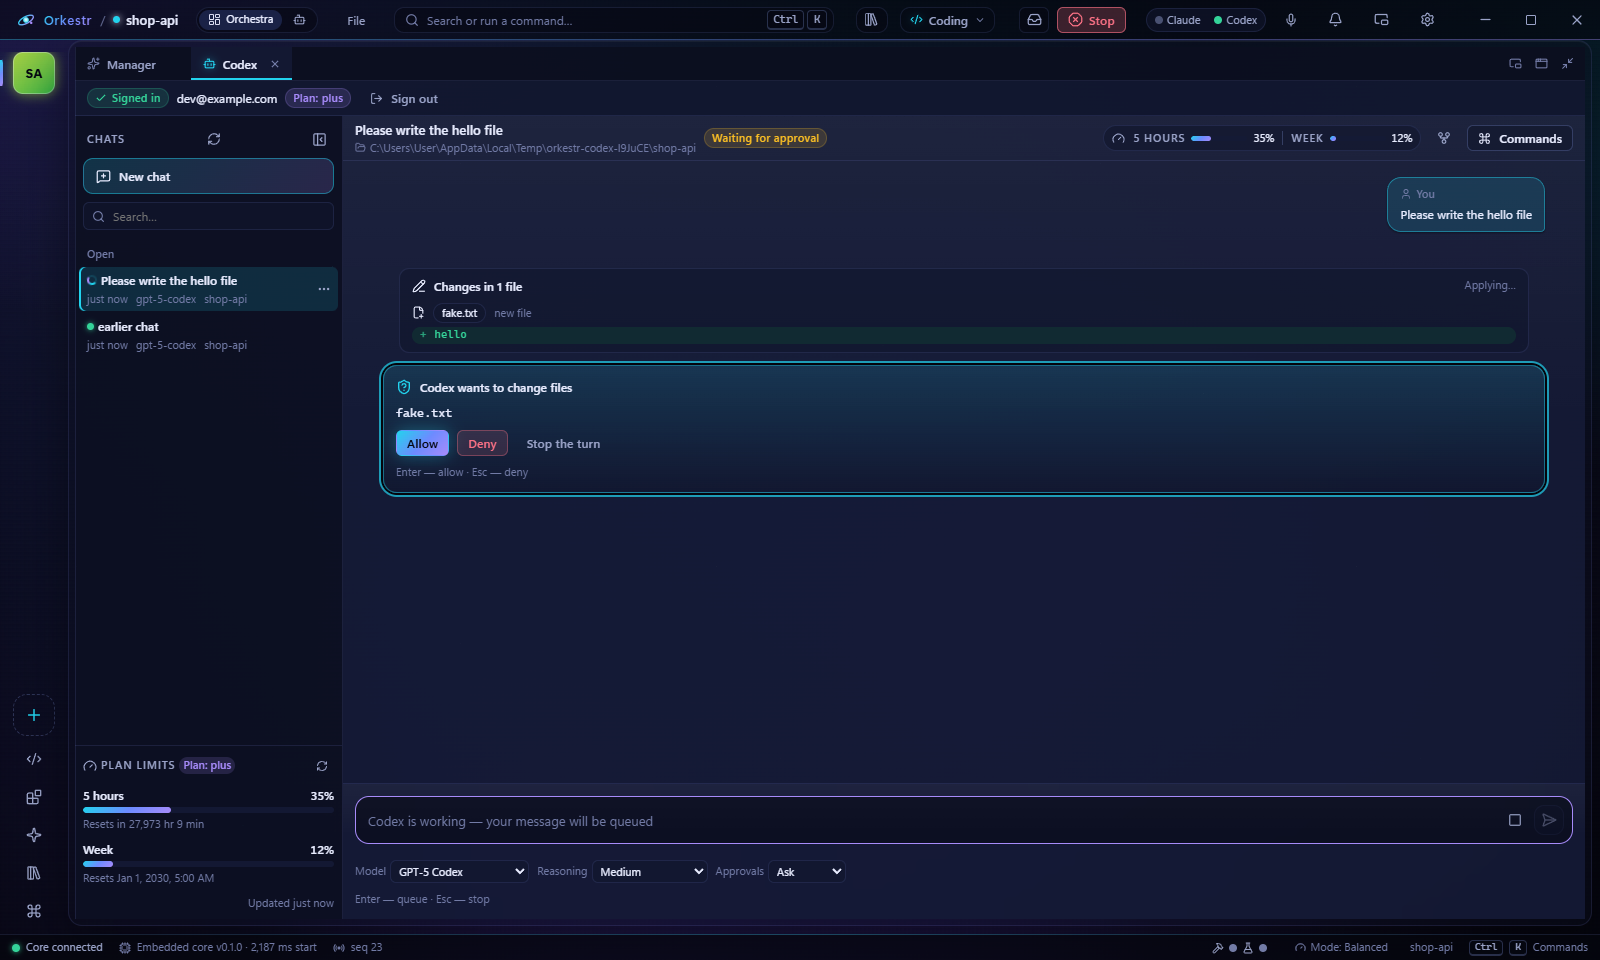 Orkestr / shop-api Orchestra File Search or run a command... Ctrl K Coding Stop Claude Codex
SA
Manager Codex
Signed in dev@example.com Plan: plus Sign out
CHATS
New chat
Search...
Open
Please write the hello file
just now gpt-5-codex shop-api
earlier chat
just now gpt-5-codex shop-api
PLAN LIMITS Plan: plus
5 hours 35%
Resets in 27,973 hr 9 min
Week 12%
Resets Jan 1, 2030, 5:00 AM
Updated just now
Please write the hello file
C:\Users\User\AppData\Local\Temp\orkestr-codex-I9JuCE\shop-api
Waiting for approval
5 HOURS 35% WEEK 12% Commands
You
Please write the hello file
Changes in 1 file Applying...
fake.txt new file
+ hello
Codex wants to change files
fake.txt
Allow Deny Stop the turn
Enter — allow · Esc — deny
Codex is working — your message will be queued
Model GPT-5 Codex Reasoning Medium Approvals Ask
Enter — queue · Esc — stop
Core connected Embedded core v0.1.0 · 2,187 ms start seq 23 Mode: Balanced shop-api Ctrl K Commands